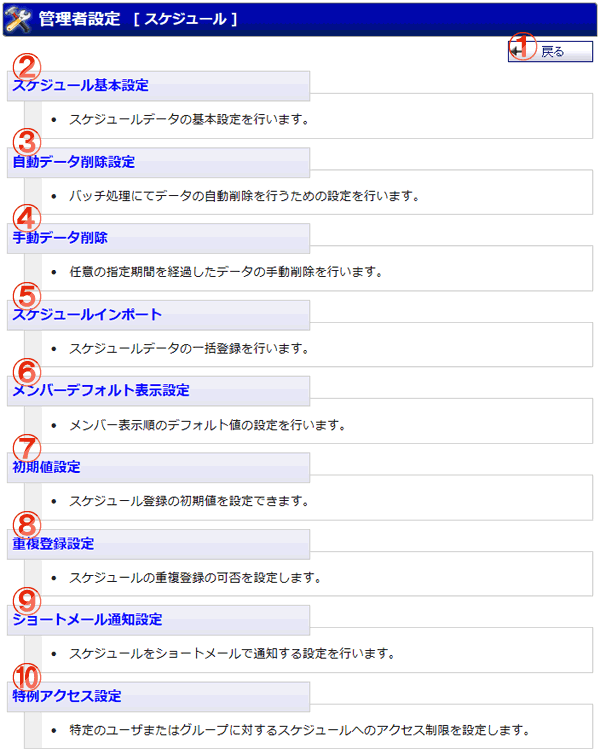 管理者設定 [ スケジュール ]
① 戻る
②
スケジュール基本設定
• スケジュールデータの基本設定を行います。
③
自動データ削除設定
• バッチ処理にてデータの自動削除を行うための設定を行います。
④
手動データ削除
• 任意の指定期間を経過したデータの手動削除を行います。
⑤
スケジュールインポート
• スケジュールデータの一括登録を行います。
⑥
メンバーデフォルト表示設定
• メンバー表示順のデフォルト値の設定を行います。
⑦
初期値設定
• スケジュール登録の初期値を設定できます。
⑧
重複登録設定
• スケジュールの重複登録の可否を設定します。
⑨
ショートメール通知設定
• スケジュールをショートメールで通知する設定を行います。
⑩
特例アクセス設定
• 特定のユーザまたはグループに対するスケジュールへのアクセス制限を設定します。